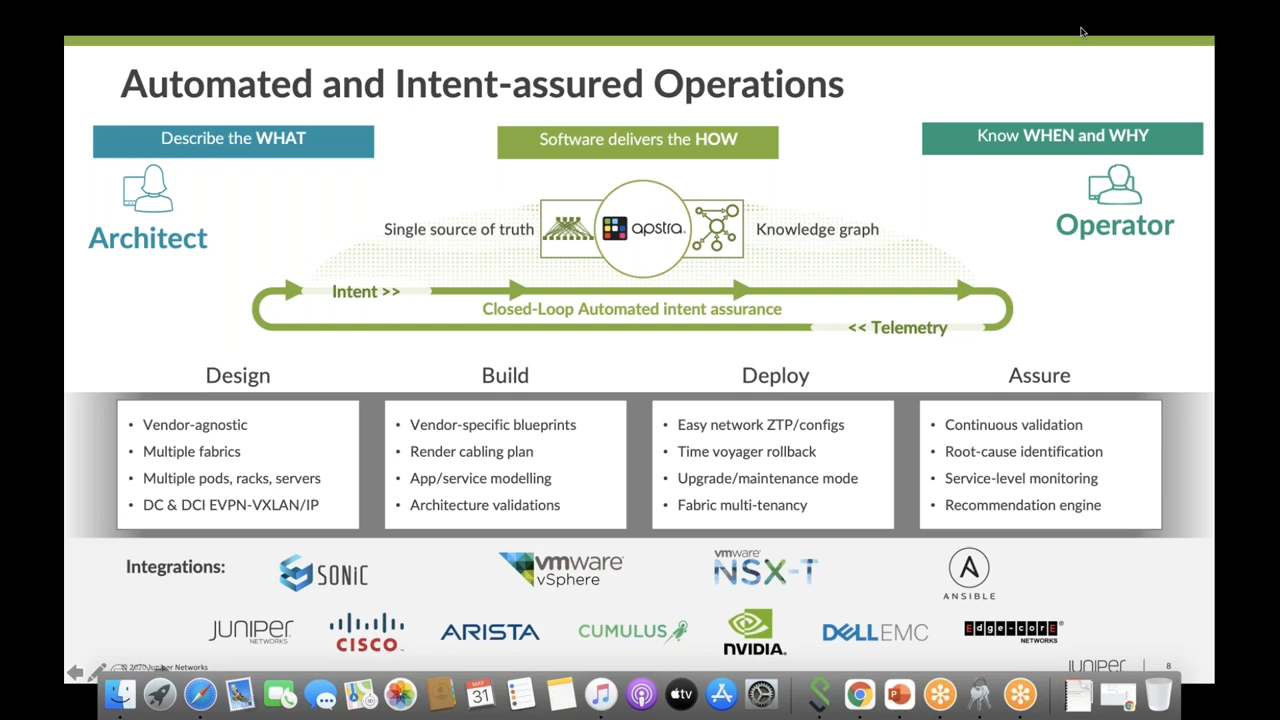 Automated and Intent-assured Operations
Describe the WHAT
Software delivers the HOW
Know WHEN and WHY
Architect
Single source of truth
apstra
Knowledge graph
Operator
Intent >>
Closed-Loop Automated intent assurance
<< Telemetry
Design
Build
Deploy
Assure
• Vendor-agnostic
• Multiple fabrics
• Multiple pods, racks, servers
• DC & DCI EVPN-VXLAN/IP
• Vendor-specific blueprints
• Render cabling plan
• App/service modelling
• Architecture validations
• Easy network ZTP/configs
• Time voyager rollback
• Upgrade/maintenance mode
• Fabric multi-tenancy
• Continuous validation
• Root-cause identification
• Service-level monitoring
• Recommendation engine
Integrations:
SONiC
vmware
vSphere
vmware
NSX-T
ANSIBLE
JUNIPER
NETWORKS
CISCO
ARISTA
CUMULUS
NVIDIA
DELLEMC
Edge-corE
NETWORKS
Juniper Networks
JUNIPER
8
MAY
31
tv